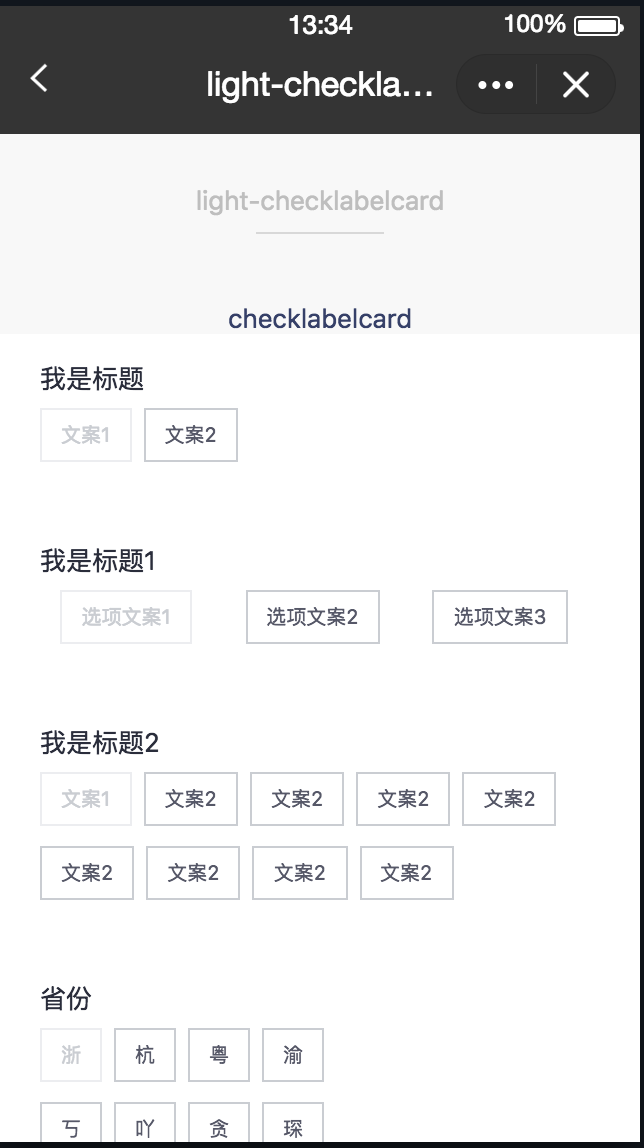 13:34 100%
light-checkla...
light-checklabelcard
checklabelcard
我是标题
文案1 文案2
我是标题1
选项文案1 选项文案2 选项文案3
我是标题2
文案1 文案2 文案2 文案2 文案2
文案2 文案2 文案2 文案2
省份
浙 杭 粤 渝
丂 吖 贪 琛